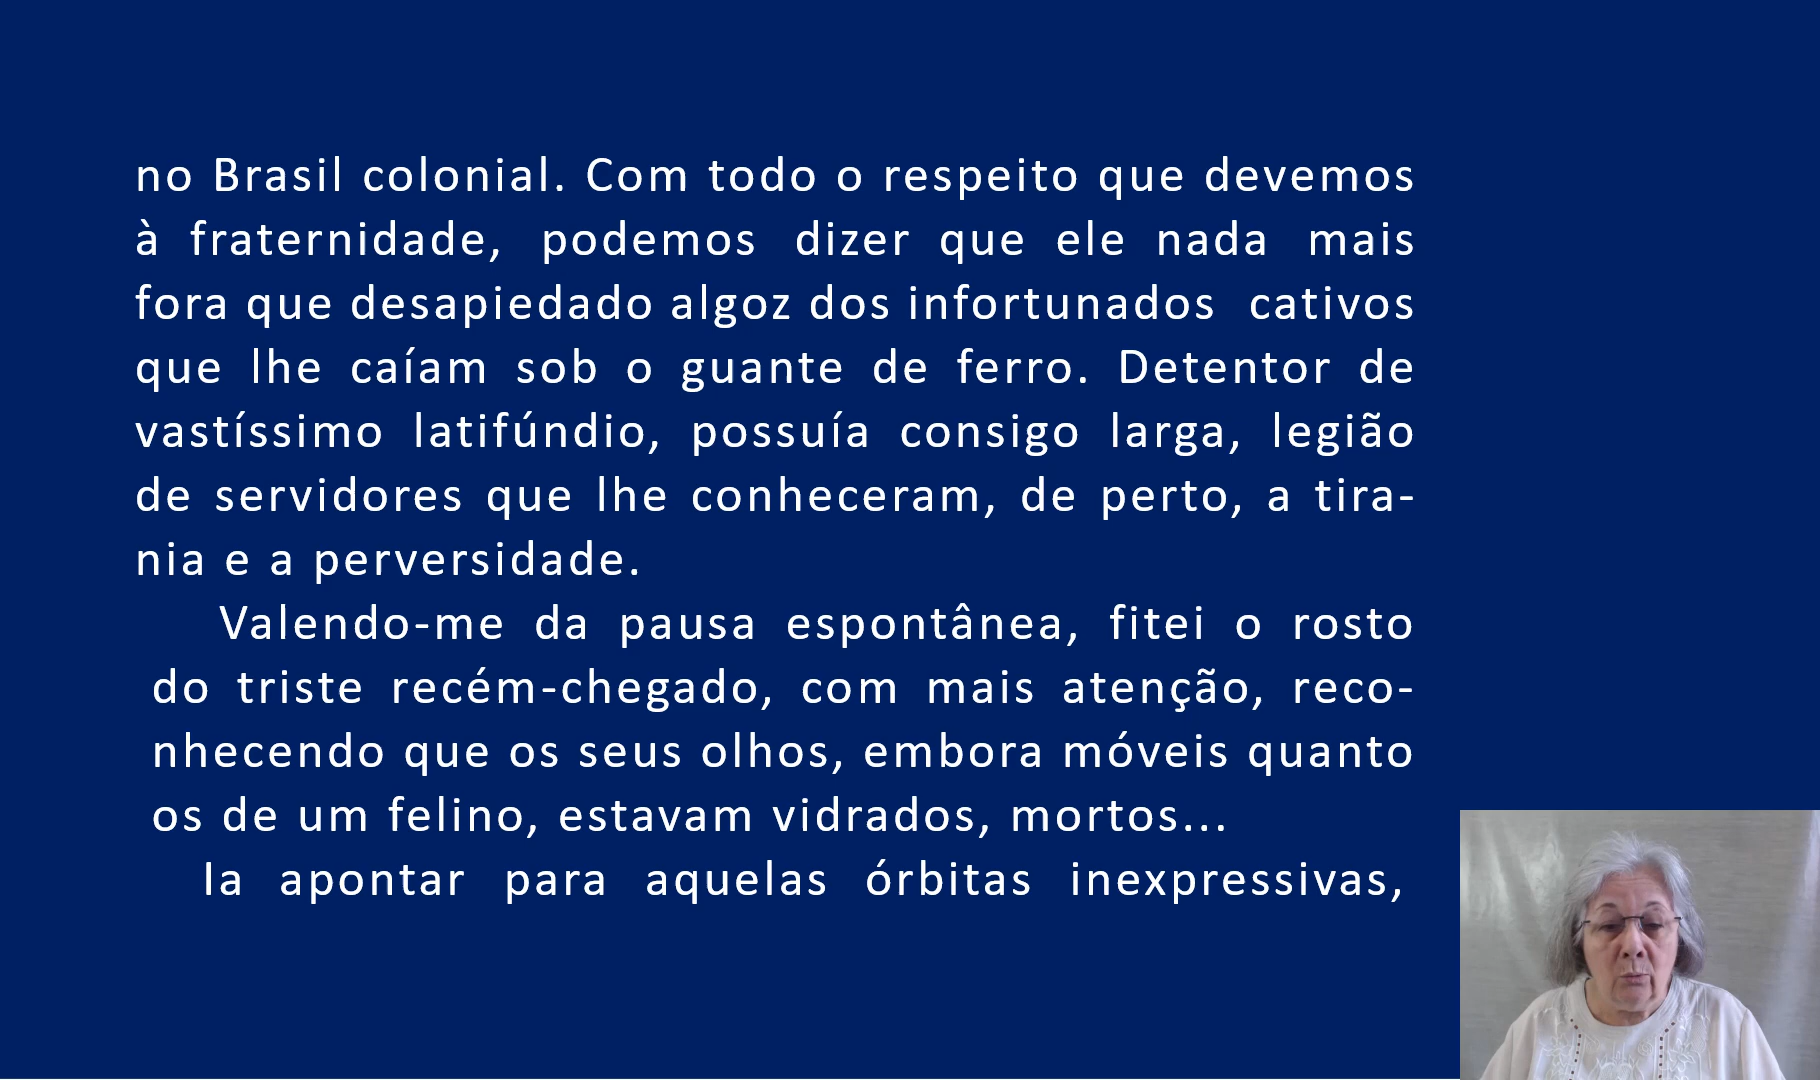 no Brasil colonial. Com todo o respeito que devemos
à fraternidade, podemos dizer que ele nada mais
fora que desapiedado algoz dos infortunados cativos
que lhe caíam sob o guante de ferro. Detentor de
vastíssimo latifúndio, possuía consigo larga, legião
de servidores que lhe conheceram, de perto, a tira-
nia e a perversidade.
Valendo-me da pausa espontânea, fitei o rosto
do triste recém-chegado, com mais atenção, reco-
nhecendo que os seus olhos, embora móveis quanto
os de um felino, estavam vidrados, mortos...
Ia apontar para aquelas órbitas inexpressivas,